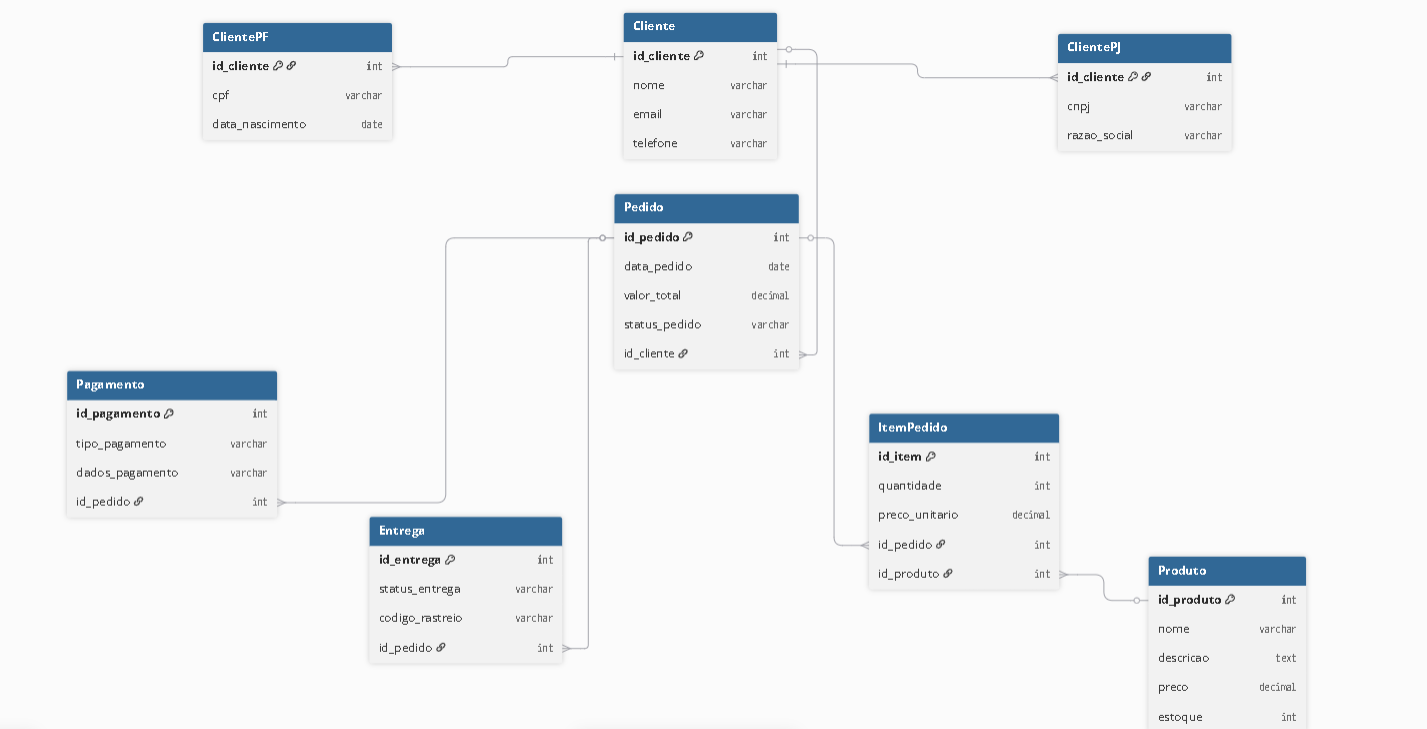 ClientePF
id_cliente int
cpf varchar
data_nascimento date
Cliente
id_cliente int
nome varchar
email varchar
telefone varchar
ClientePJ
id_cliente int
cnpj varchar
razao_social varchar
Pedido
id_pedido int
data_pedido date
valor_total decimal
status_pedido varchar
id_cliente int
Pagamento
id_pagamento int
tipo_pagamento varchar
dados_pagamento varchar
id_pedido int
Entrega
id_entrega int
status_entrega varchar
codigo_rastreio varchar
id_pedido int
ItemPedido
id_item int
quantidade int
preco_unitario decimal
id_pedido int
id_produto int
Produto
id_produto int
nome varchar
descricao text
preco decimal
estoque int